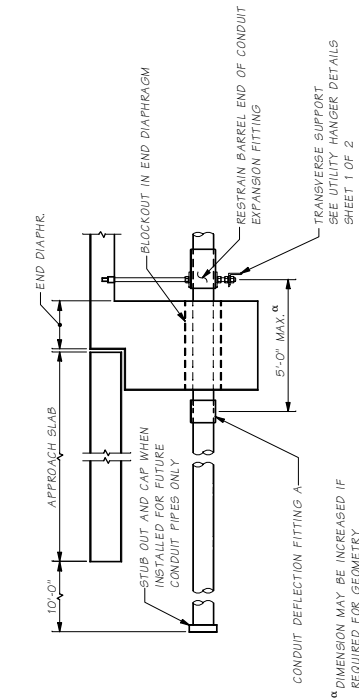 10'-0"
APPROACH SLAB
END DIAPHR.
STUB OUT AND CAP WHEN
INSTALLED FOR FUTURE
CONDUIT PIPES ONLY
BLOCKOUT IN END DIAPHRAGM
RESTRAIN BARREL END OF CONDUIT
EXPANSION FITTING
TRANSVERSE SUPPORT
SEE UTILITY HANGER DETAILS
SHEET 1 OF 2
5'-0" MAX. α
CONDUIT DEFLECTION FITTING A
α DIMENSION MAY BE INCREASED IF
REQUIRED FOR GEOMETRY